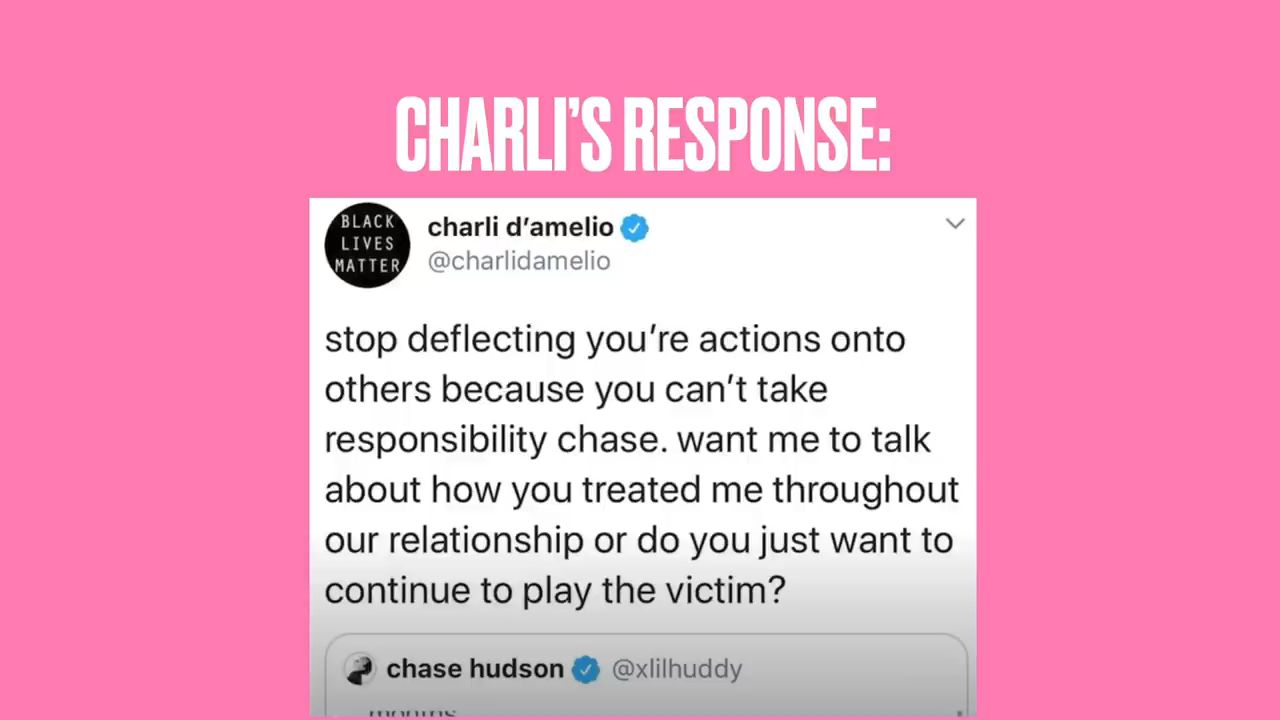 CHARLI'S RESPONSE:
BLACK
LIVES
MATTER
charli d'amelio
@charlidamelio
stop deflecting you're actions onto
others because you can't take
responsibility chase. want me to talk
about how you treated me throughout
our relationship or do you just want to
continue to play the victim?
chase hudson @xlilhuddy